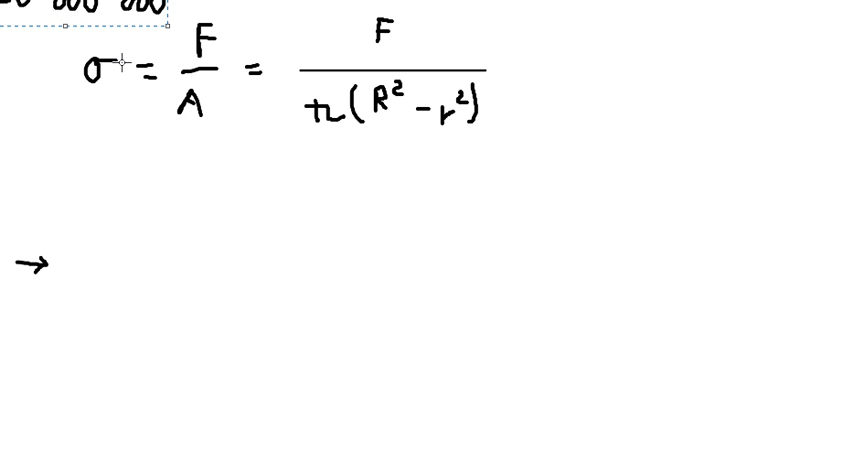 σ = F/A = F/(π(R² - r²))
→